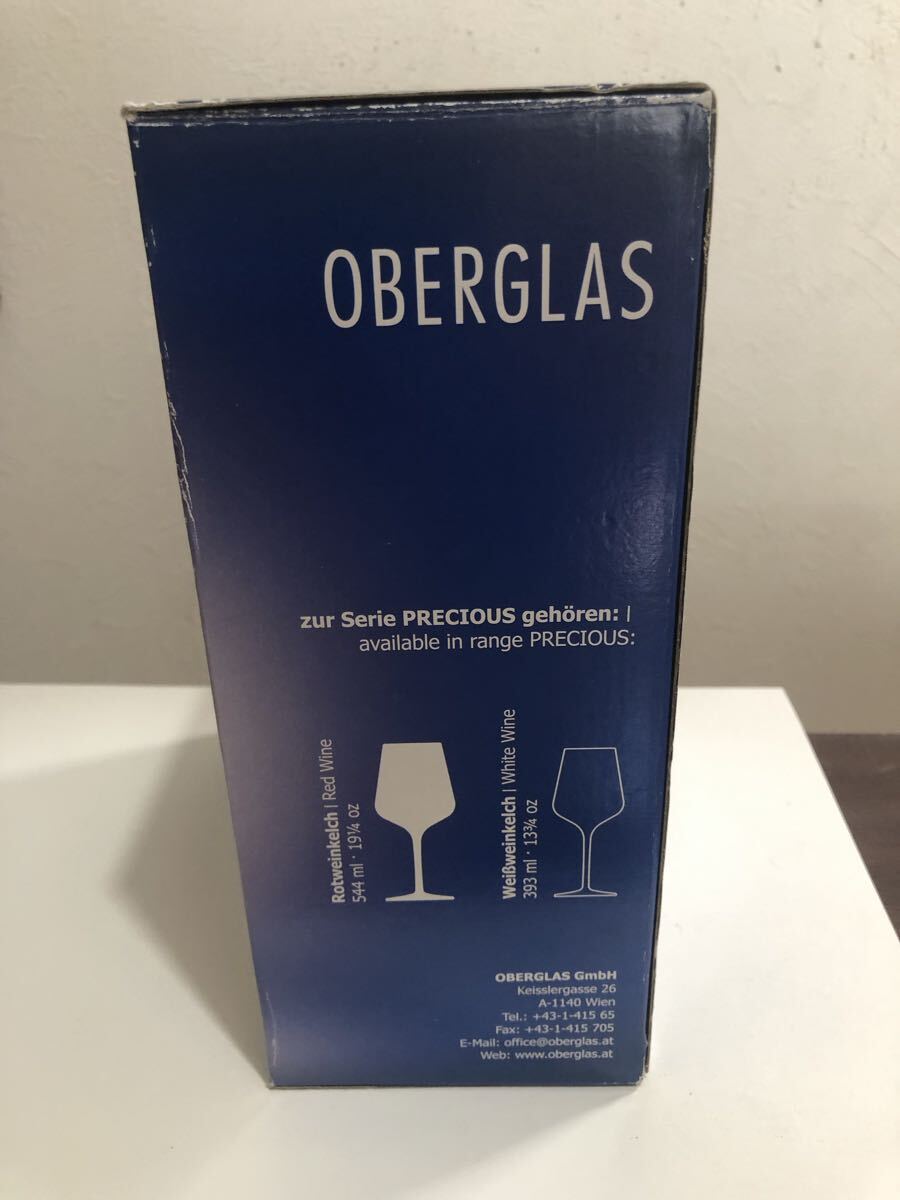 OBERGLAS
zur Serie PRECIOUS gehören: |
available in range PRECIOUS:
Rotweinkelch | Red Wine
544 ml · 19¼ oz
Weißweinkelch | White Wine
393 ml · 13¾ oz
OBERGLAS GmbH
Keisslergasse 26
A-1140 Wien
Tel.: +43-1-415 65
Fax: +43-1-415 705
E-Mail: office@oberglas.at
Web: www.oberglas.at